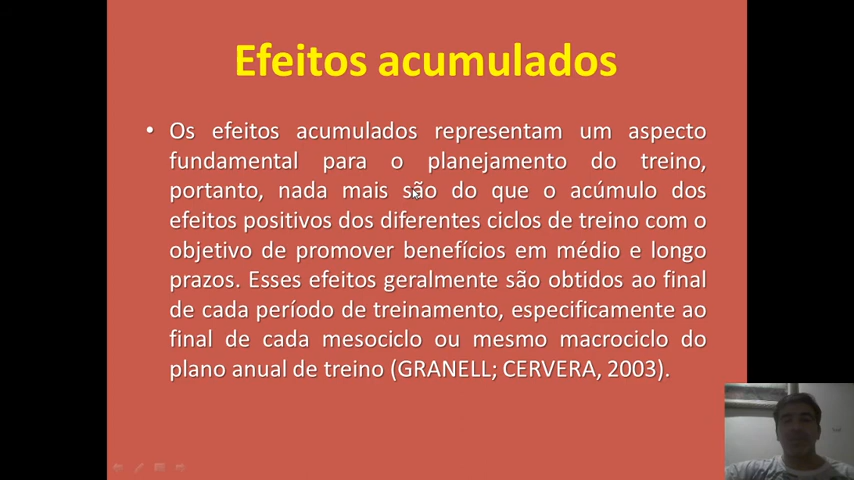 Efeitos acumulados
• Os efeitos acumulados representam um aspecto
fundamental para o planejamento do treino,
portanto, nada mais são do que o acúmulo dos
efeitos positivos dos diferentes ciclos de treino com o
objetivo de promover benefícios em médio e longo
prazos. Esses efeitos geralmente são obtidos ao final
de cada período de treinamento, especificamente ao
final de cada mesociclo ou mesmo macrociclo do
plano anual de treino (GRANELL; CERVERA, 2003).